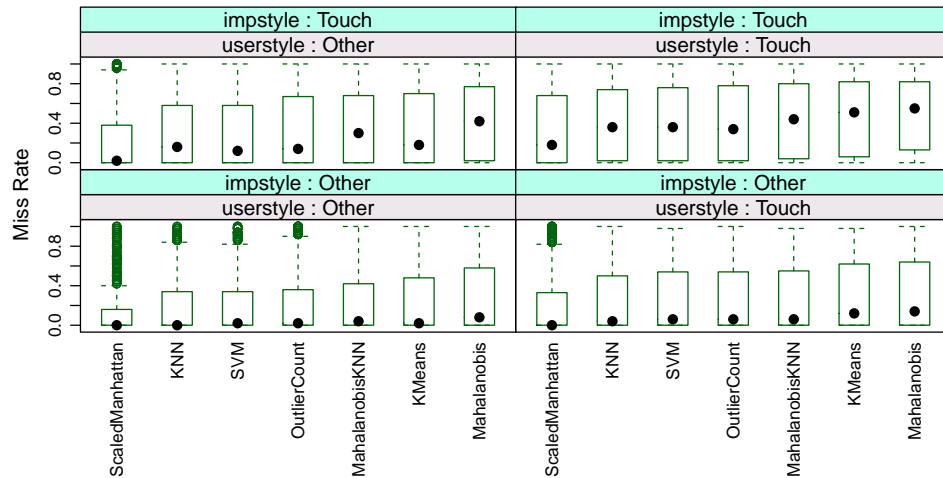 impstyle : Touch
impstyle : Touch
userstyle : Other
userstyle : Touch
0.8
0.4
0.0
impstyle : Other
impstyle : Other
userstyle : Other
userstyle : Touch
0.8
0.4
0.0
Miss Rate
ScaledManhattan
KNN
SVM
OutlierCount
MahalanobisKNN
KMeans
Mahalanobis
ScaledManhattan
KNN
SVM
OutlierCount
MahalanobisKNN
KMeans
Mahalanobis